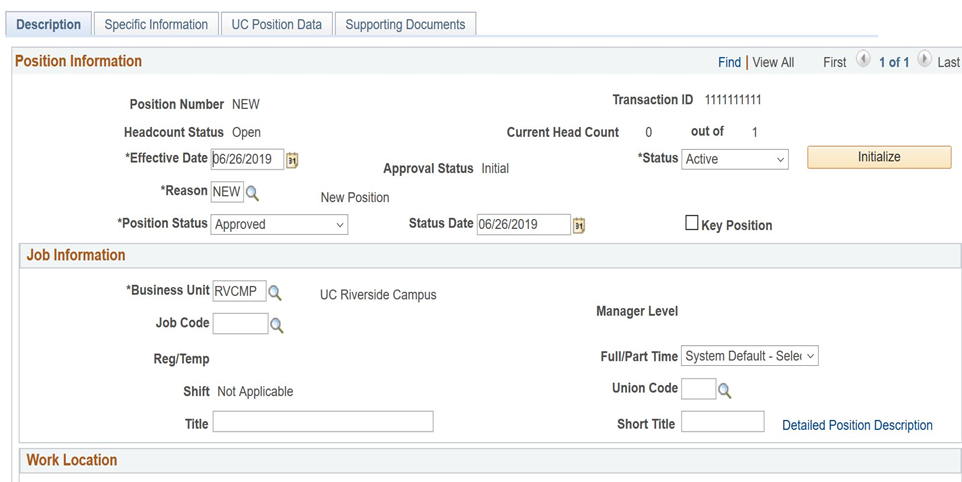 Description Specific Information UC Position Data Supporting Documents
Position Information Find | View All First 1 of 1 Last
Position Number NEW Transaction ID 1111111111
Headcount Status Open Current Head Count 0 out of 1
*Effective Date 06/26/2019 31 Approval Status Initial *Status Active Initialize
*Reason NEW New Position
*Position Status Approved Status Date 06/26/2019 31 Key Position
Job Information
*Business Unit RVCMP UC Riverside Campus
Manager Level
Job Code
Reg/Temp Full/Part Time System Default - Selec
Shift Not Applicable Union Code
Title Short Title Detailed Position Description
Work Location